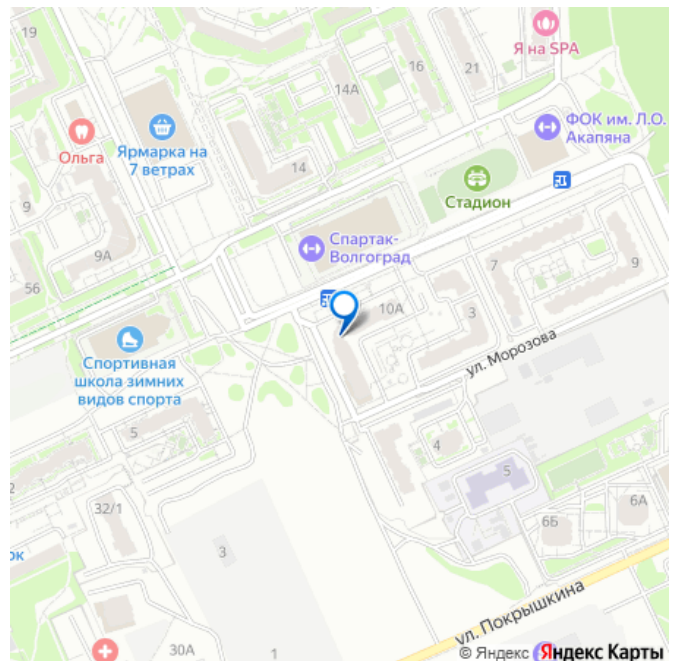 19
Я на SPA
16
21
14А
ФОК им. Л.О.
Акапяна
Ольга
Ярмарка на
7 ветрах
14
Стадион
9
Спартак-
Волгоград
9А
7
9
56
10А
3
Спортивная
школа зимних
видов спорта
ул. Морозова
5
4
2
5
32/1
6Б
6А
ок
3
ул. Покрышкина
30А
1
© Яндекс
Яндекс Карты